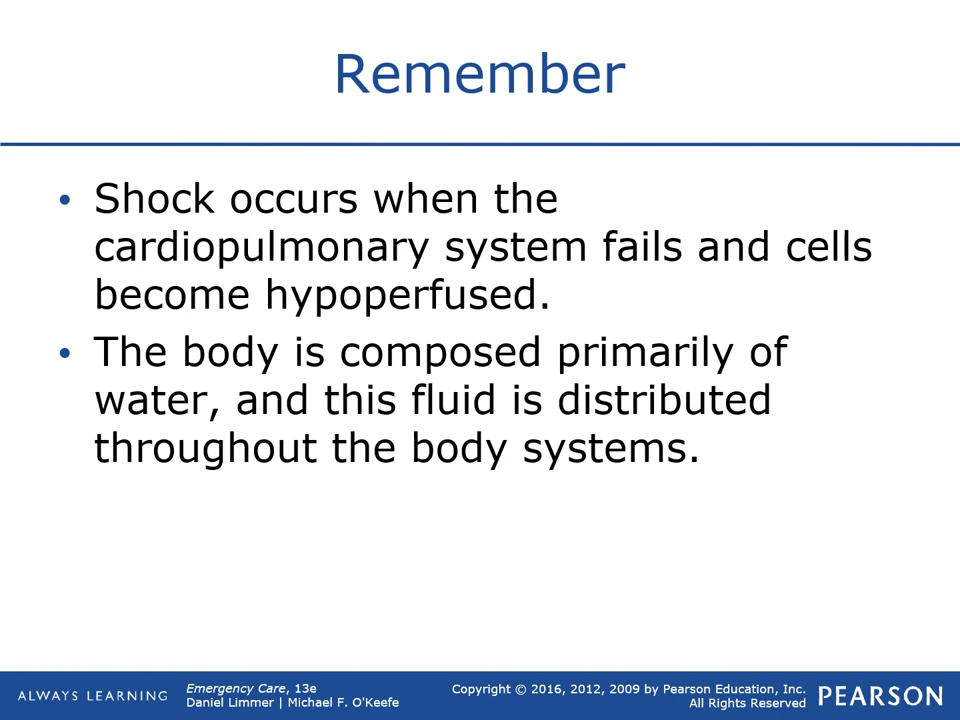 Remember
• Shock occurs when the
cardiopulmonary system fails and cells
become hypoperfused.
• The body is composed primarily of
water, and this fluid is distributed
throughout the body systems.
ALWAYS LEARNING
Emergency Care, 13e
Daniel Limmer | Michael F. O'Keefe
Copyright © 2016, 2012, 2009 by Pearson Education, Inc.
All Rights Reserved
PEARSON